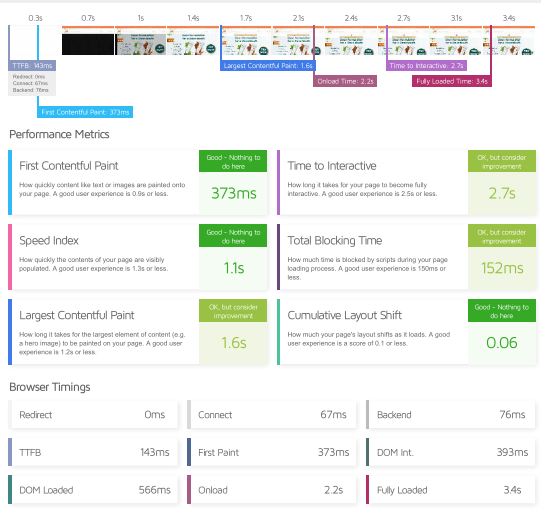 0.3s 0.7s 1s 1.4s 1.7s 2.1s 2.4s 2.7s 3.1s 3.4s
TTFB: 143ms
Largest Contentful Paint: 1.6s
Time to Interactive: 2.7s
Redirect: 0ms
Connect: 67ms
Backend: 76ms
Onload Time: 2.2s
Fully Loaded Time: 3.4s
First Contentful Paint: 373ms
Performance Metrics
First Contentful Paint
How quickly content like text or images are painted onto
your page. A good user experience is 0.9s or less.
Good - Nothing to
do here
373ms
Time to Interactive
How long it takes for your page to become fully
interactive. A good user experience is 2.5s or less.
OK, but consider
improvement
2.7s
Speed Index
How quickly the contents of your page are visibly
populated. A good user experience is 1.3s or less.
Good - Nothing to
do here
1.1s
Total Blocking Time
How much time is blocked by scripts during your page
loading process. A good user experience is 150ms or
less.
OK, but consider
improvement
152ms
Largest Contentful Paint
How long it takes for the largest element of content (e.g.
a hero image) to be painted on your page. A good user
experience is 1.2s or less.
OK, but consider
improvement
1.6s
Cumulative Layout Shift
How much your page's layout shifts as it loads. A good
user experience is a score of 0.1 or less.
Good - Nothing to
do here
0.06
Browser Timings
Redirect 0ms
Connect 67ms
Backend 76ms
TTFB 143ms
First Paint 373ms
DOM Int. 393ms
DOM Loaded 566ms
Onload 2.2s
Fully Loaded 3.4s